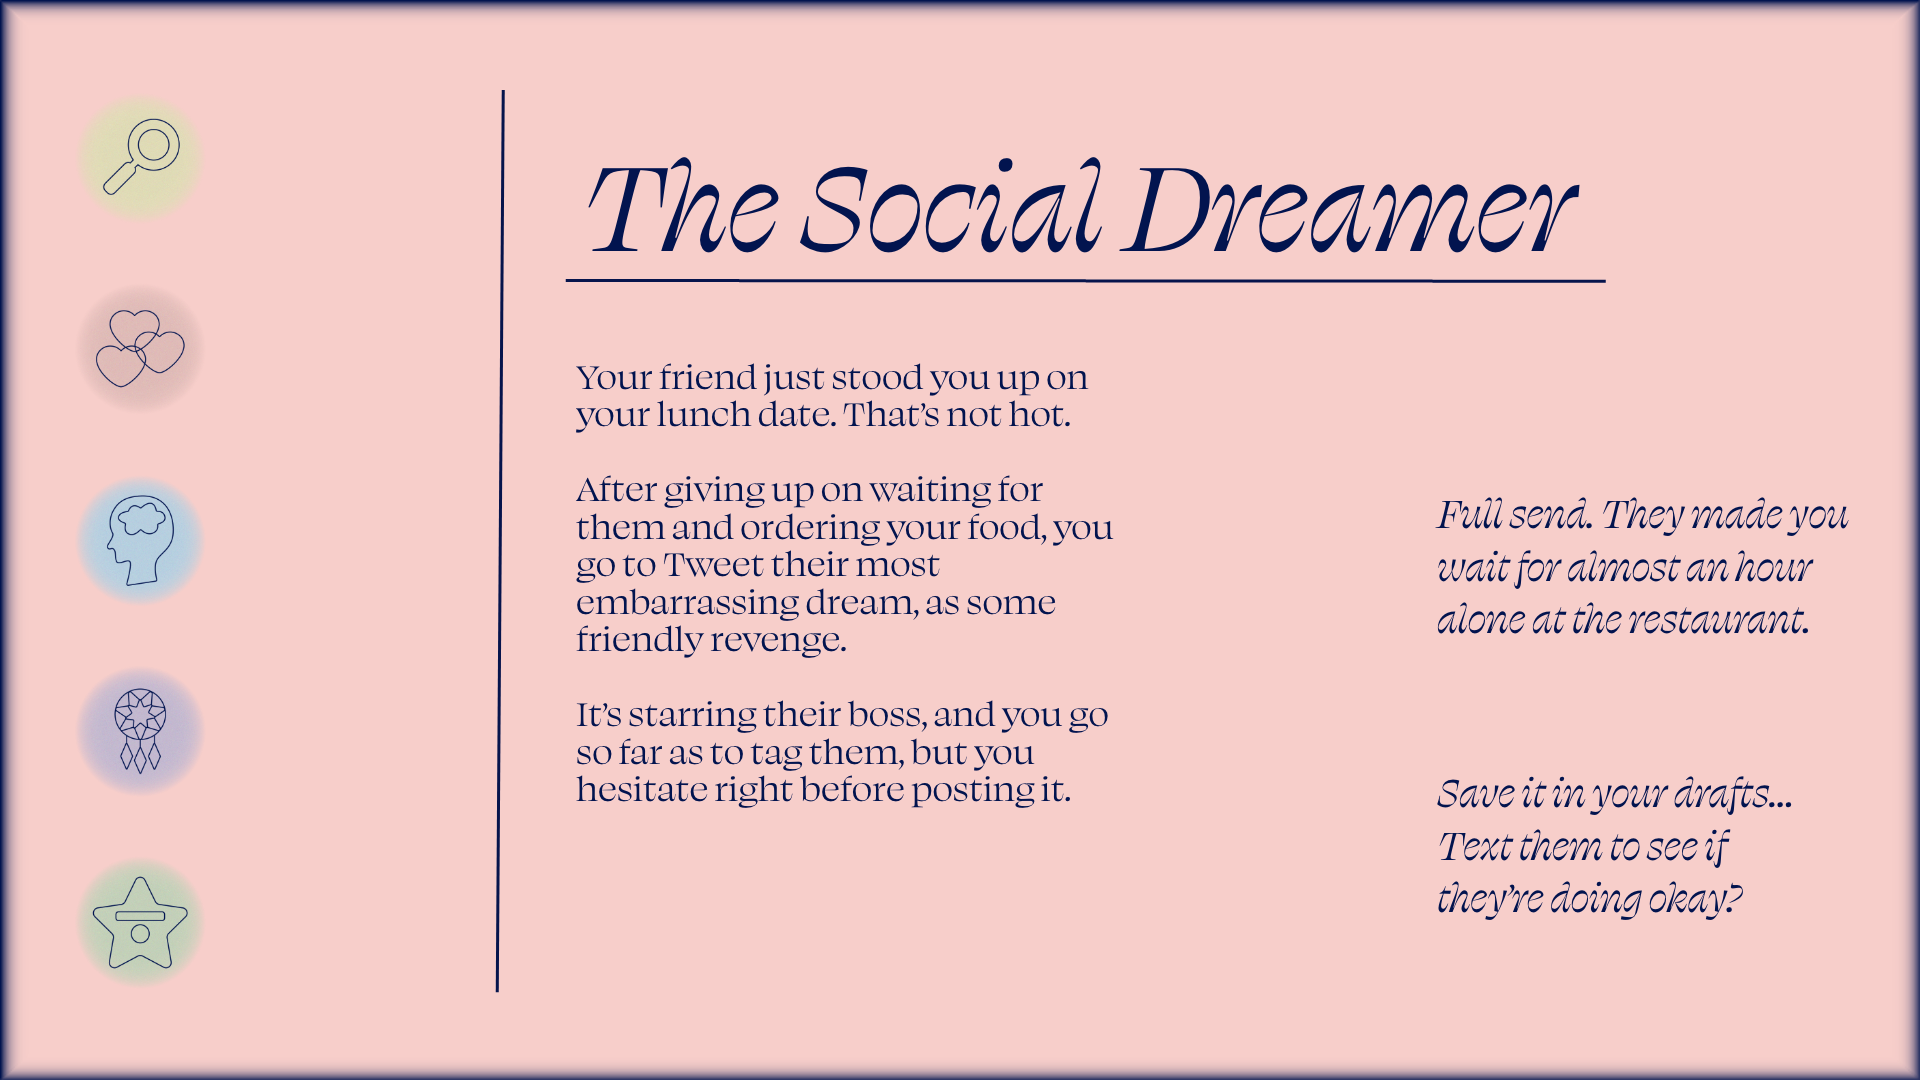 The Social Dreamer
Your friend just stood you up on
your lunch date. That's not hot.
After giving up on waiting for
them and ordering your food, you
go to Tweet their most
embarrassing dream, as some
friendly revenge.
It's starring their boss, and you go
so far as to tag them, but you
hesitate right before posting it.
Full send. They made you
wait for almost an hour
alone at the restaurant.
Save it in your drafts...
Text them to see if
they're doing okay?